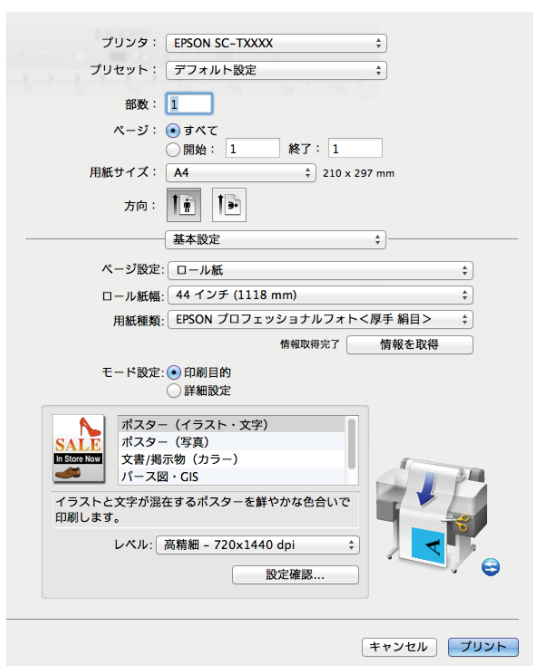 プリンタ： EPSON SC-TXXXX
プリセット： デフォルト設定
部数： 1
ページ： すべて
開始： 1 終了： 1
用紙サイズ： A4 210 x 297 mm
方向：
基本設定
ページ設定: ロール紙
ロール紙幅: 44 インチ (1118 mm)
用紙種類: EPSON プロフェッショナルフォト＜厚手 絹目＞
情報取得完了 情報を取得
モード設定: 印刷目的
詳細設定
SALE
In Store Now
ポスター（イラスト・文字）
ポスター（写真）
文書/掲示物（カラー）
パース図・GIS
イラストと文字が混在するポスターを鮮やかな色合いで
印刷します。
レベル: 高精細 – 720x1440 dpi
設定確認...
A
キャンセル プリント